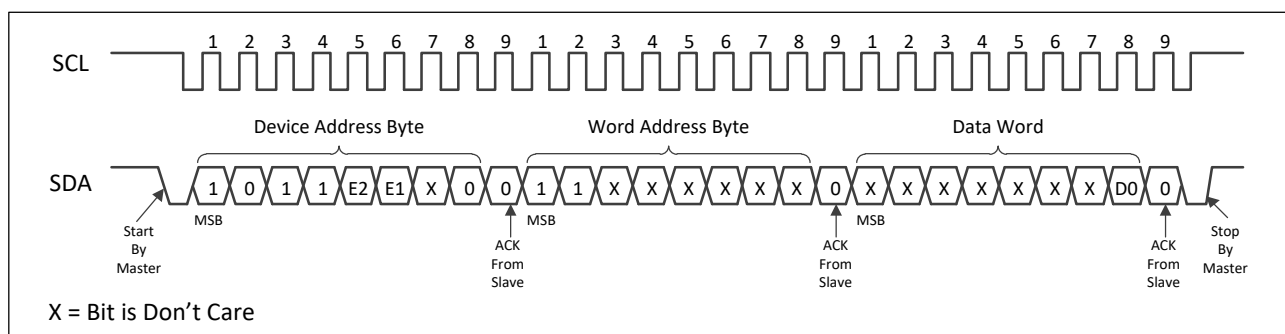 1 2 3 4 5 6 7 8 9 1 2 3 4 5 6 7 8 9 1 2 3 4 5 6 7 8 9
SCL
Device Address Byte Word Address Byte Data Word
SDA 1 0 1 1 E2 E1 X 0 0 1 1 X X X X X X 0 X X X X X X X D0 0
MSB MSB MSB
Start
By
Master
ACK
From
Slave
ACK
From
Slave
ACK
From
Slave
Stop
By
Master
X = Bit is Don’t Care